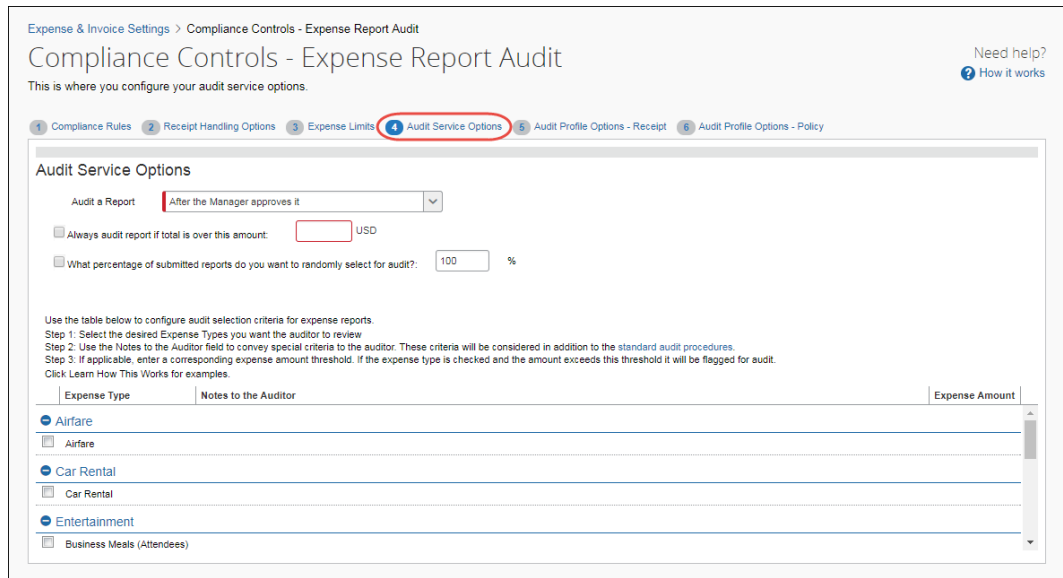 Expense & Invoice Settings > Compliance Controls - Expense Report Audit
Compliance Controls - Expense Report Audit
Need help?
? How it works
This is where you configure your audit service options.
1 Compliance Rules 2 Receipt Handling Options 3 Expense Limits 4 Audit Service Options 5 Audit Profile Options - Receipt 6 Audit Profile Options - Policy
Audit Service Options
Audit a Report After the Manager approves it
Always audit report if total is over this amount: USD
What percentage of submitted reports do you want to randomly select for audit?: 100 %
Use the table below to configure audit selection criteria for expense reports.
Step 1: Select the desired Expense Types you want the auditor to review
Step 2: Use the Notes to the Auditor field to convey special criteria to the auditor. These criteria will be considered in addition to the standard audit procedures.
Step 3: If applicable, enter a corresponding expense amount threshold. If the expense type is checked and the amount exceeds this threshold it will be flagged for audit.
Click Learn How This Works for examples.
Expense Type Notes to the Auditor Expense Amount
Airfare
Airfare
Car Rental
Car Rental
Entertainment
Business Meals (Attendees)